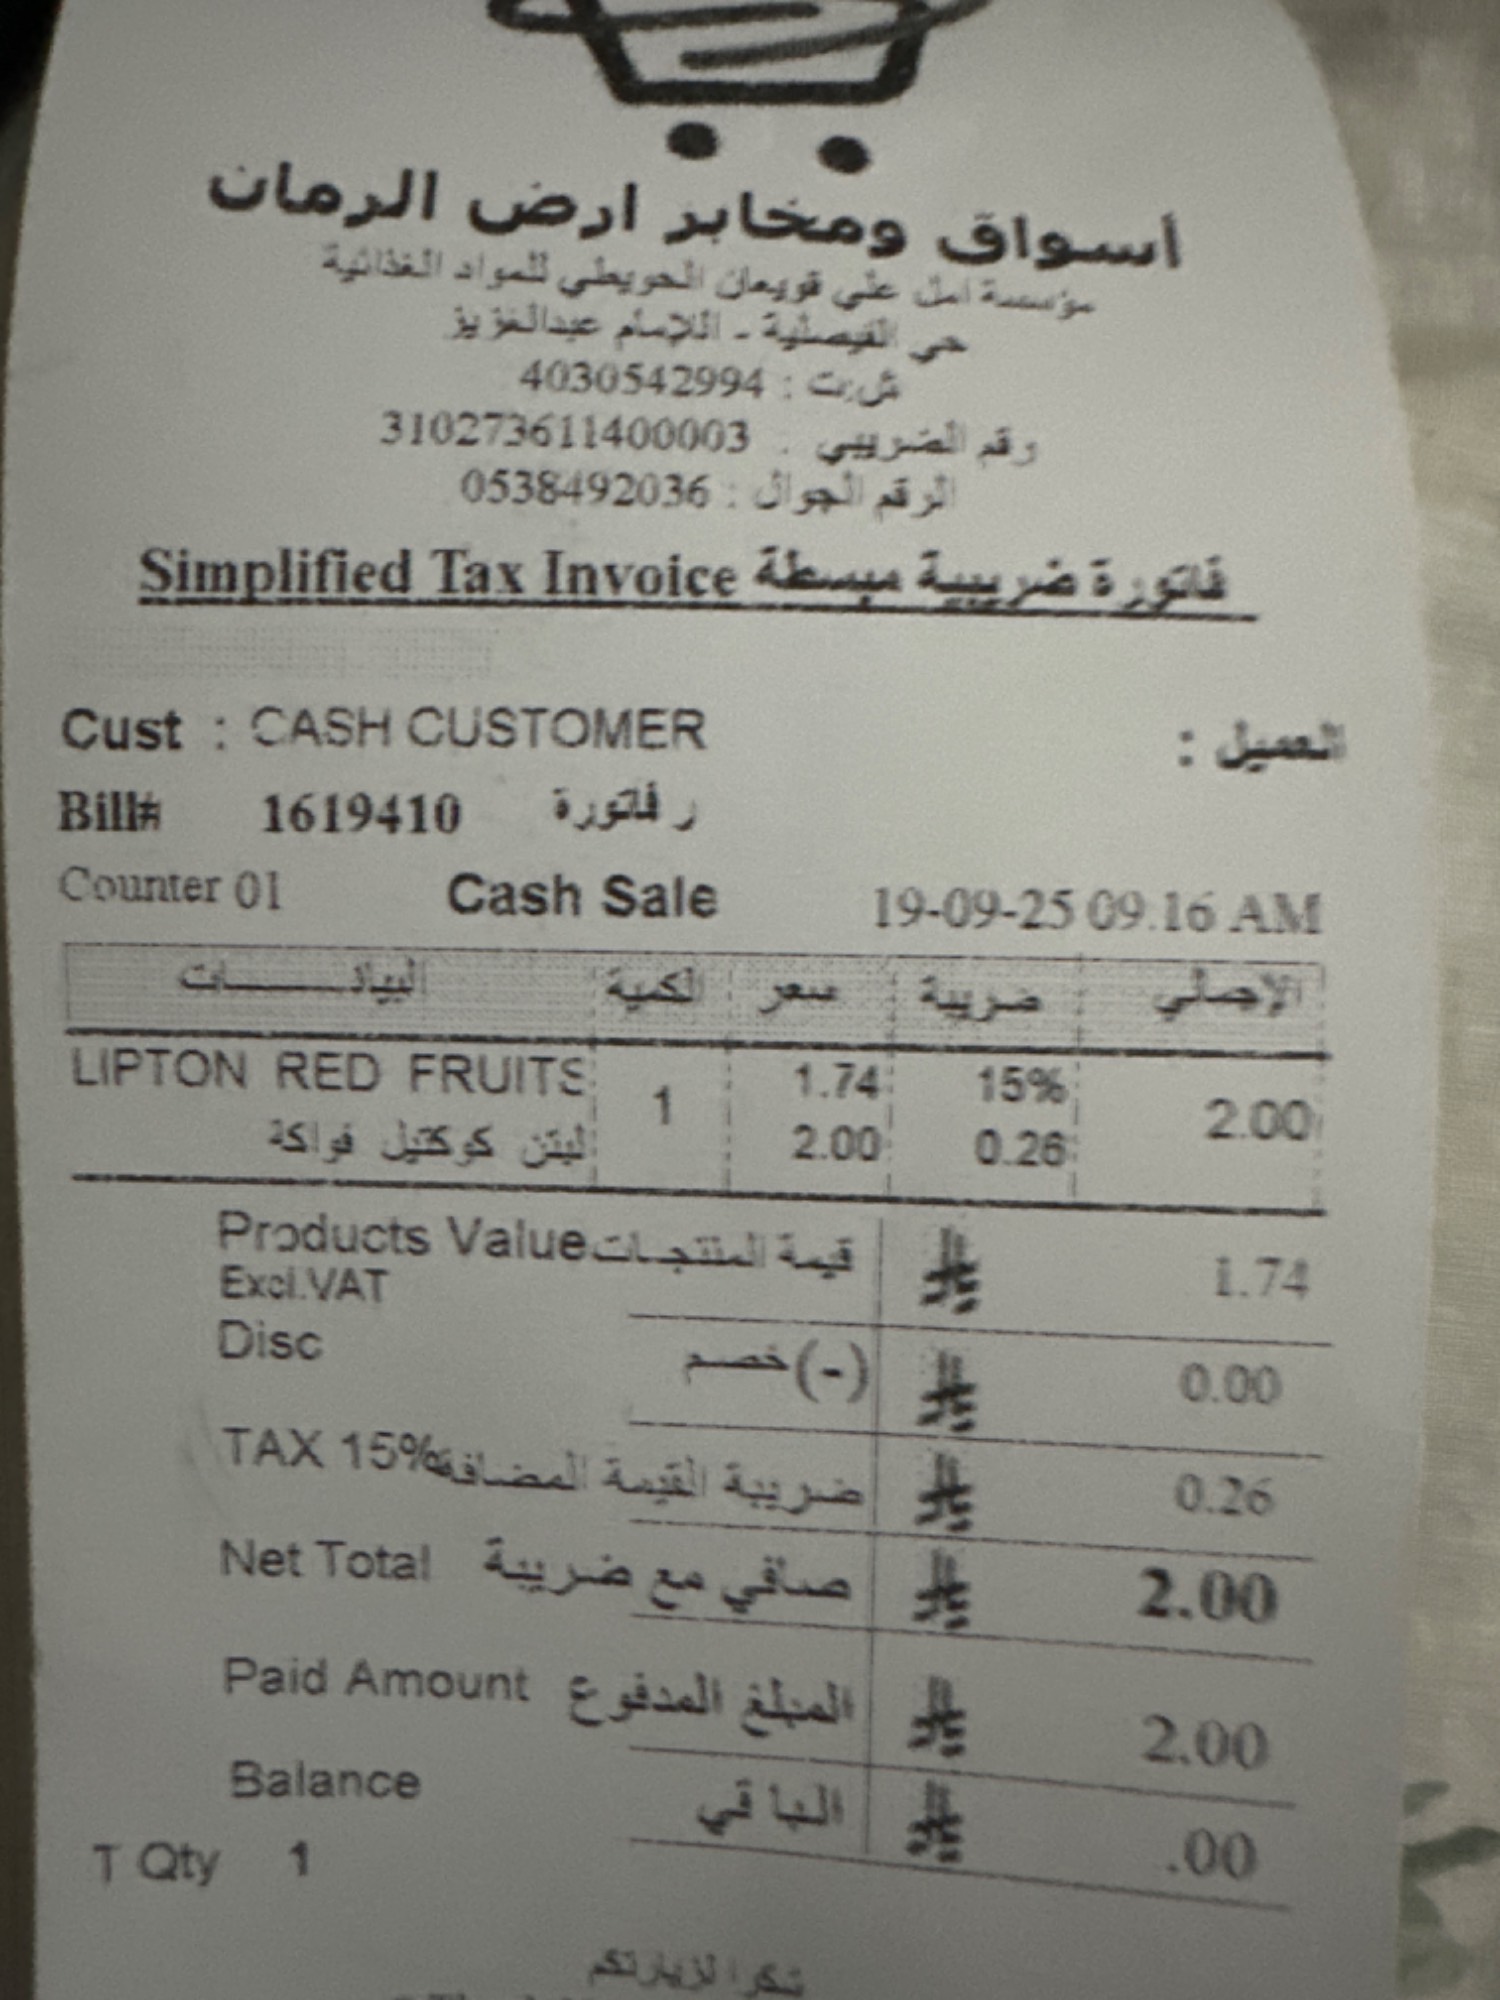 أسواق ومخابز ارض الرمان
مؤسسة امل علي قويعان الحويطي للمواد الغذائية
حي الفيصلية - الامام عبدالعزيز
س.ت : 4030542994
رقم الضريبي : 310273611400003
الرقم الجوال : 0538492036
Simplified Tax Invoice فاتورة ضريبية مبسطة
Cust : CASH CUSTOMER العميل :
Bill# 1619410 ر فاتورة
Counter 01 Cash Sale 19-09-25 09:16 AM
البيانـــــــات الكمية سعر ضريبة الإجمالي
LIPTON RED FRUITS 1 1.74 15% 2.00
ليبتن كوكتيل فواكة 2.00 0.26
Products Value قيمة المنتجات 1.74
Excl.VAT
Disc خصم(-) 0.00
TAX 15% ضريبة القيمة المضافة 0.26
Net Total صافي مع ضريبة 2.00
Paid Amount المبلغ المدفوع 2.00
Balance الباقي .00
T Qty 1
شكرا لزيارتكم